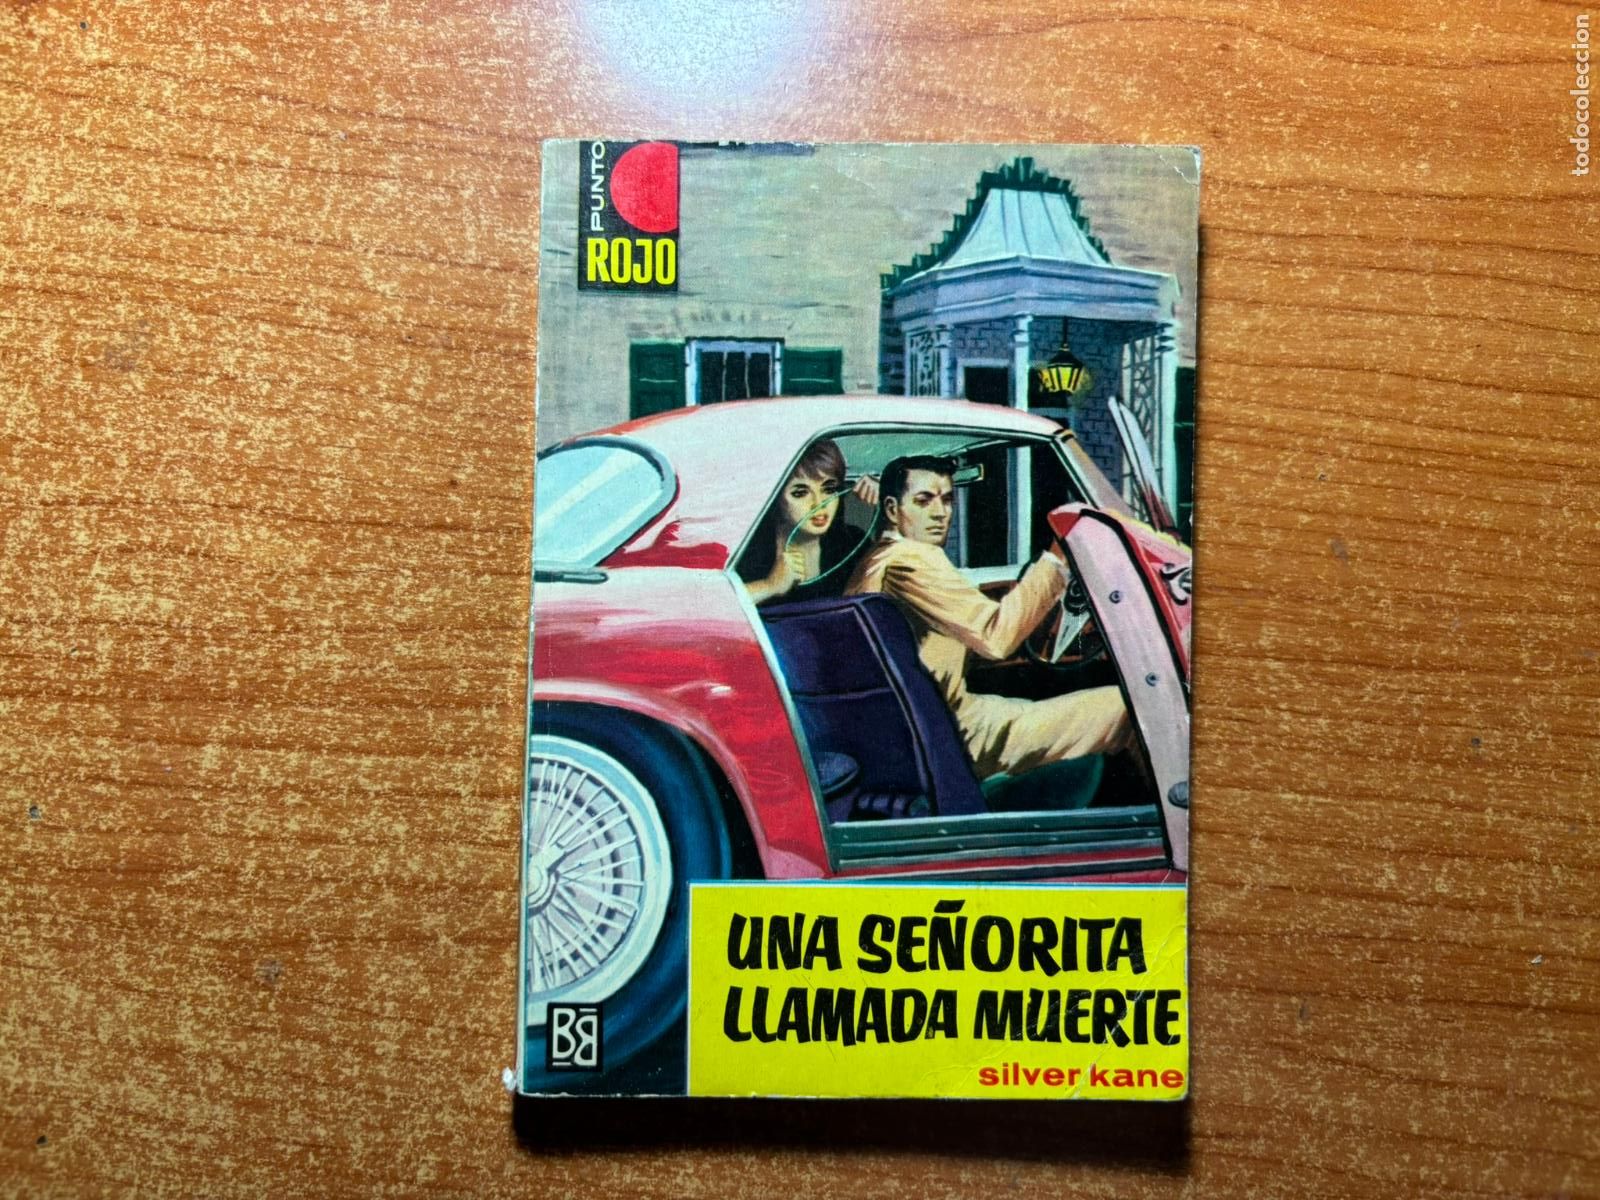 PUNTO
ROJO
UNA SEÑORITA
LLAMADA MUERTE
silver kane
BB
todocoleccion